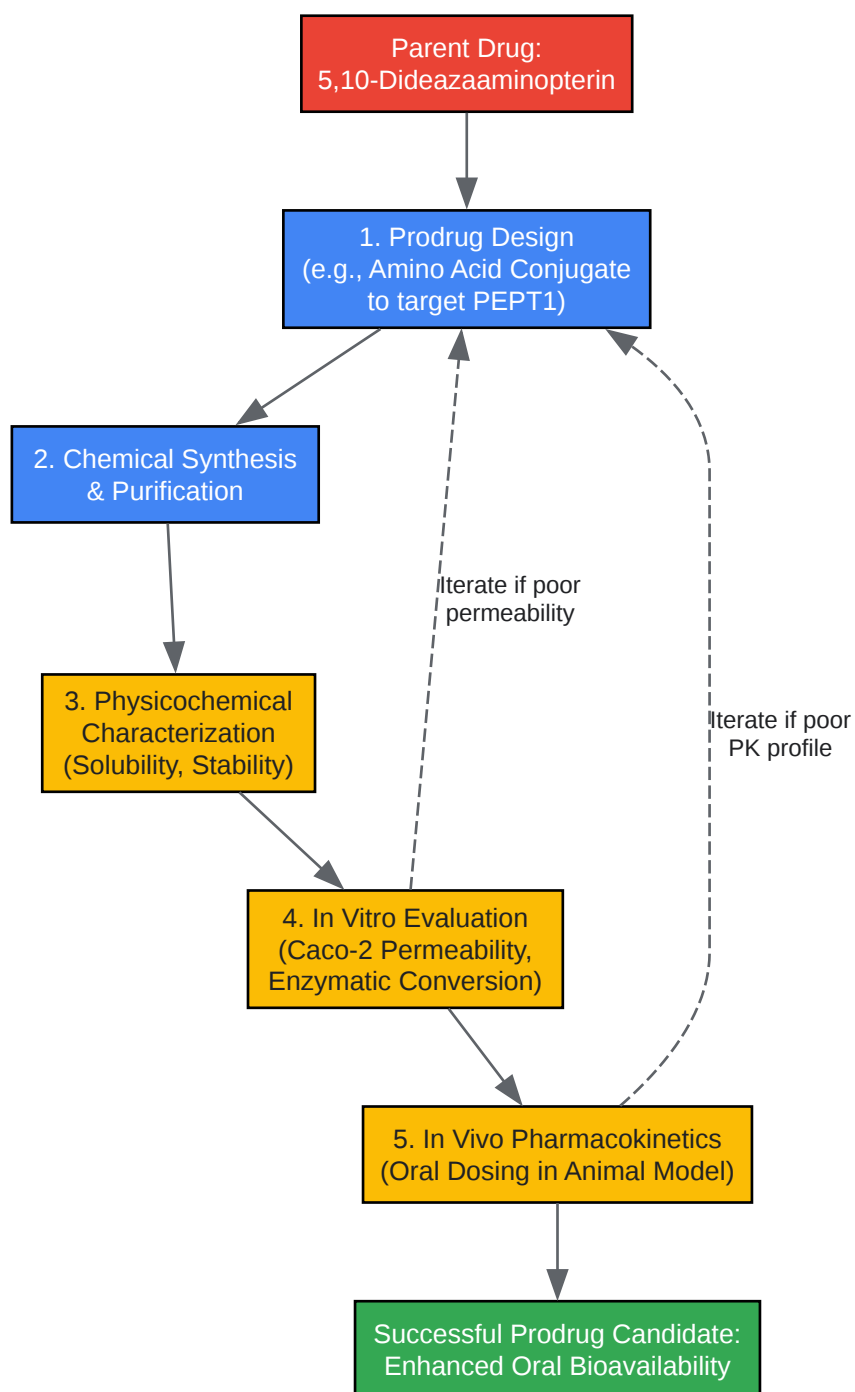 Parent Drug:
5,10-Dideazaaminopterin
1. Prodrug Design
(e.g., Amino Acid Conjugate
to target PEPT1)
2. Chemical Synthesis
& Purification
Iterate if poor
permeability
3. Physicochemical
Characterization
(Solubility, Stability)
Iterate if poor
PK profile
4. In Vitro Evaluation
(Caco-2 Permeability,
Enzymatic Conversion)
5. In Vivo Pharmacokinetics
(Oral Dosing in Animal Model)
Successful Prodrug Candidate:
Enhanced Oral Bioavailability